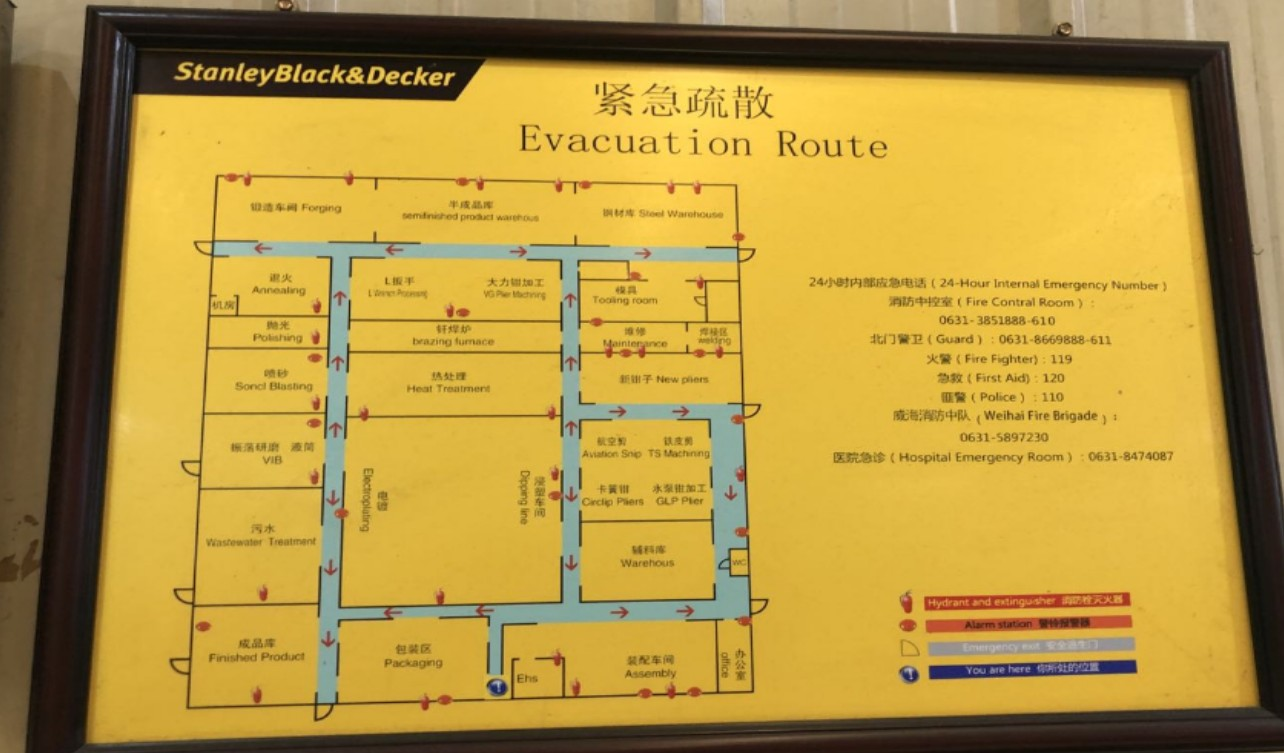 StanleyBlack&Decker
紧急疏散
Evacuation Route
锻造车间 Forging
半成品库
semifinished product warehous
钢材库 Steel Warehouse
退火
Annealing
机房
L扳手
L Wrench Processing
大力钳加工
VG Plier Machining
模具
Tooling room
抛光
Polishing
钎焊炉
brazing furnace
维修
Maintenance
焊接区
welding
喷砂
Soncl Blasting
热处理
Heat Treatment
新钳子 New pliers
振荡研磨
VIB
电镀
Electroplating
浸塑车间
Dipping line
航空剪
Aviation Snip
铁皮剪
TS Machining
卡簧钳
Circlip Pliers
水泵钳加工
GLP Plier
污水
Wastewater Treatment
辅料库
Warehous
WC
成品库
Finished Product
包装区
Packaging
Ehs
装配车间
Assembly
办公室
office
24小时内部应急电话 ( 24-Hour Internal Emergency Number )
消防中控室 ( Fire Contral Room ) :
0631-3851888-610
北门警卫 ( Guard ) : 0631-8669888-611
火警 ( Fire Fighter) : 119
急救 ( First Aid) : 120
匪警 ( Police ) : 110
威海消防中队 ( Weihai Fire Brigade ) :
0631-5897230
医院急诊 ( Hospital Emergency Room ) : 0631-8474087
Hydrant and extinguisher 消防栓灭火器
Alarm station
Emergency exit 安全逃生门
You are here 你所处的位置